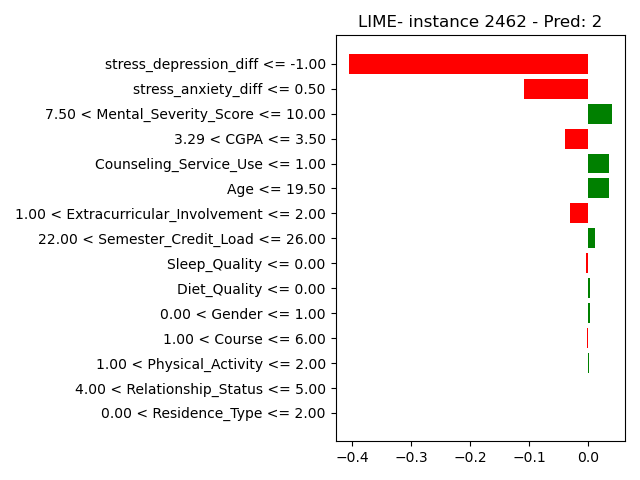 LIME- instance 2462 - Pred: 2
stress_depression_diff <= -1.00
stress_anxiety_diff <= 0.50
7.50 < Mental_Severity_Score <= 10.00
3.29 < CGPA <= 3.50
Counseling_Service_Use <= 1.00
Age <= 19.50
1.00 < Extracurricular_Involvement <= 2.00
22.00 < Semester_Credit_Load <= 26.00
Sleep_Quality <= 0.00
Diet_Quality <= 0.00
0.00 < Gender <= 1.00
1.00 < Course <= 6.00
1.00 < Physical_Activity <= 2.00
4.00 < Relationship_Status <= 5.00
0.00 < Residence_Type <= 2.00
−0.4 −0.3 −0.2 −0.1 0.0